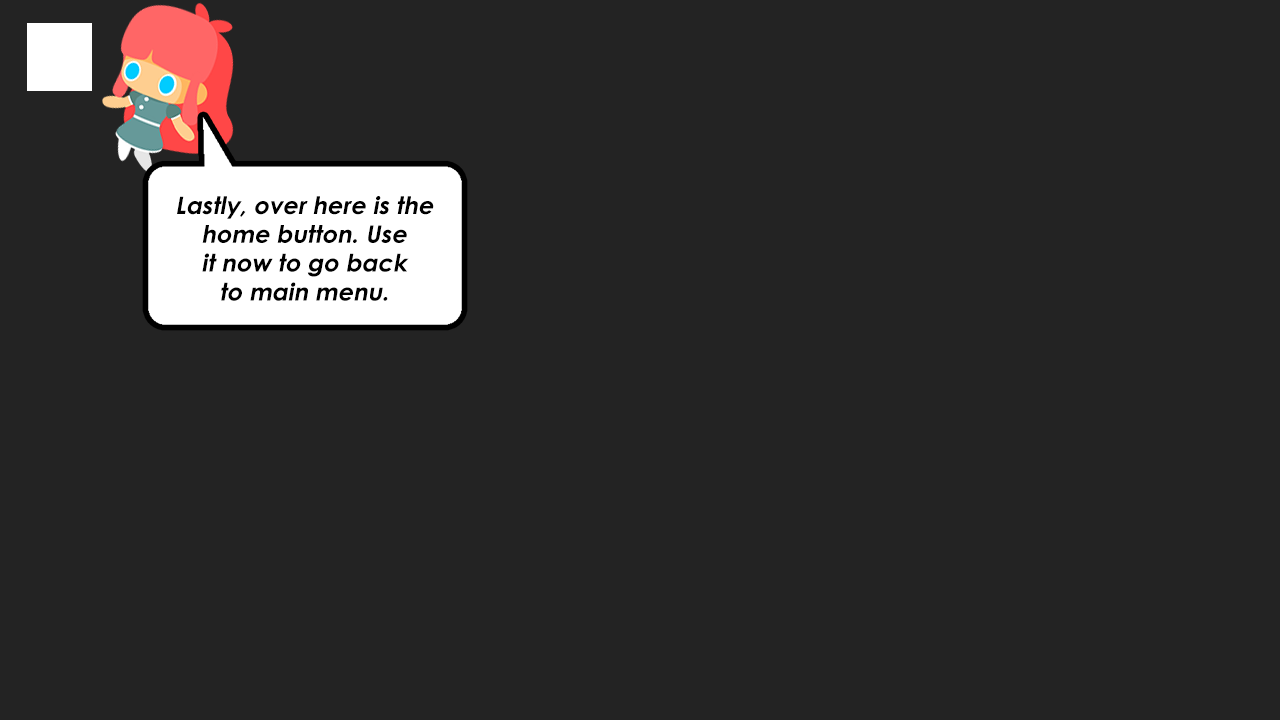 Lastly, over here is the
home button. Use
it now to go back
to main menu.